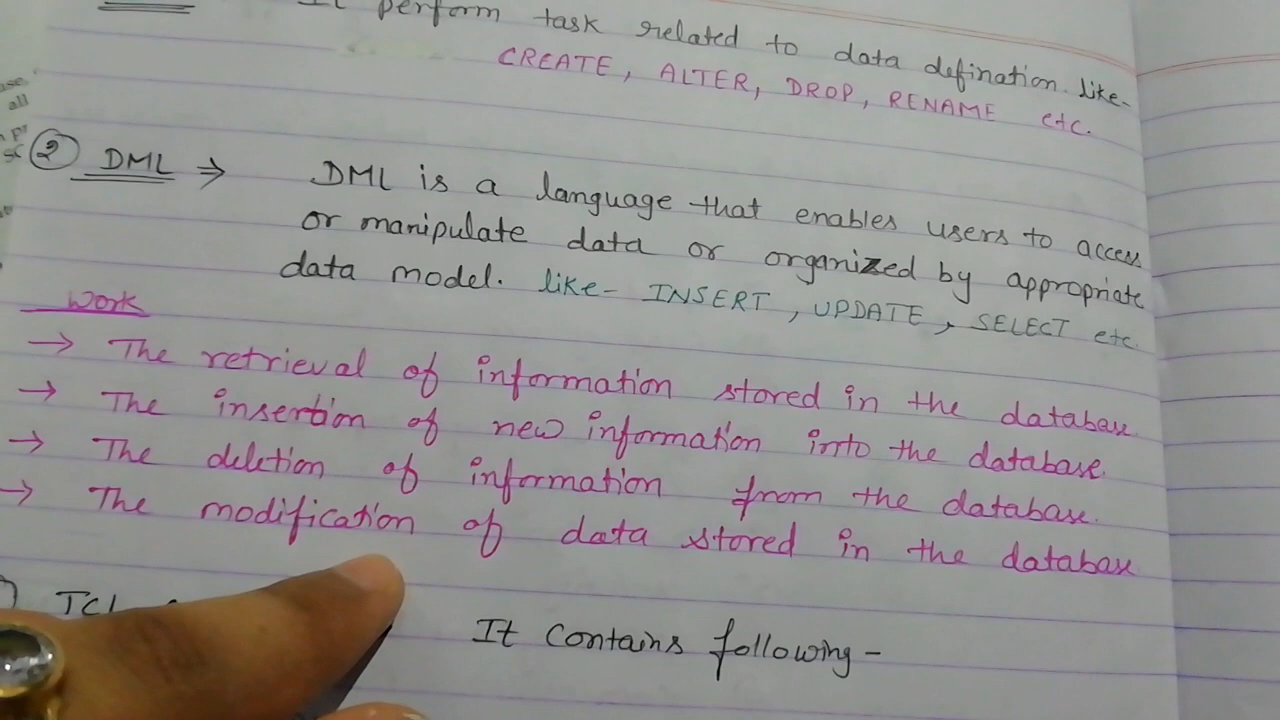 It perform task related to data defination. like-
CREATE, ALTER, DROP, RENAME etc.
② DML ⇒ DML is a language that enables users to access
or manipulate data or organized by appropriate
data model. like- INSERT, UPDATE, SELECT etc.
Work
→ The retrieval of information stored in the database.
→ The insertion of new information into the database.
→ The deletion of information from the database.
→ The modification of data stored in the database
TCL
It contains following-